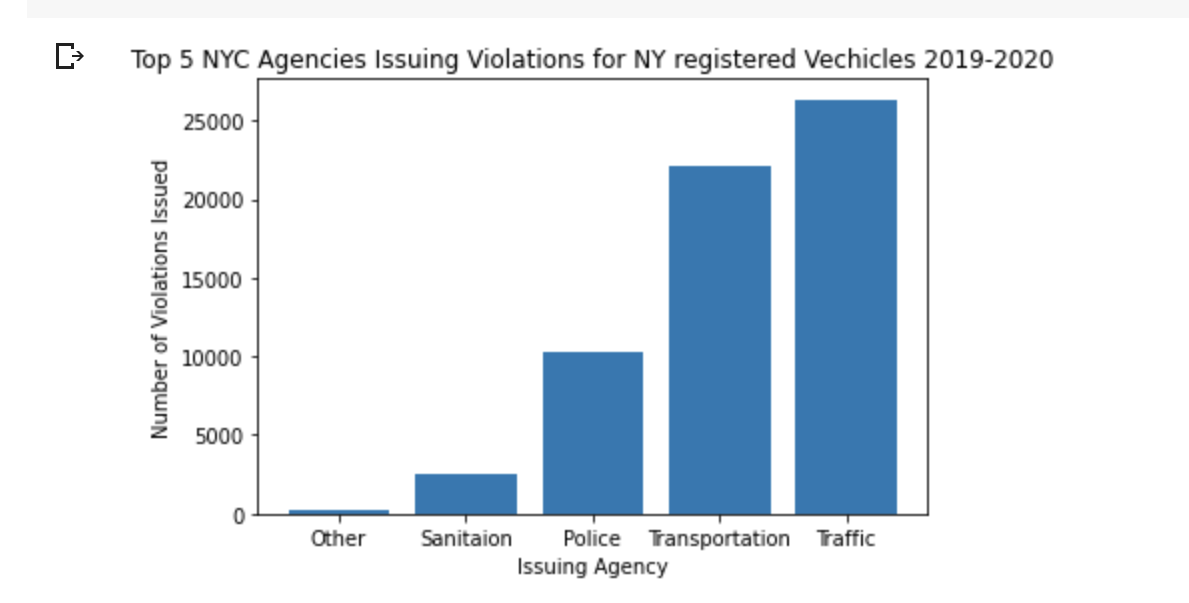 Top 5 NYC Agencies Issuing Violations for NY registered Vechicles 2019-2020
25000
20000
15000
10000
5000
0
Number of Violations Issued
Other Sanitaion Police Transportation Traffic
Issuing Agency